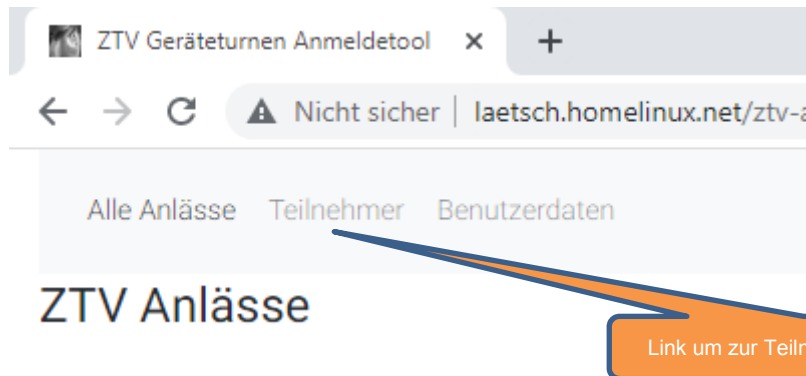 ZTV Geräteturnen Anmeldetool
Nicht sicher | laetsch.homelinux.net/ztv-a
Alle Anlässe Teilnehmer Benutzerdaten
ZTV Anlässe
Link um zur Teiln